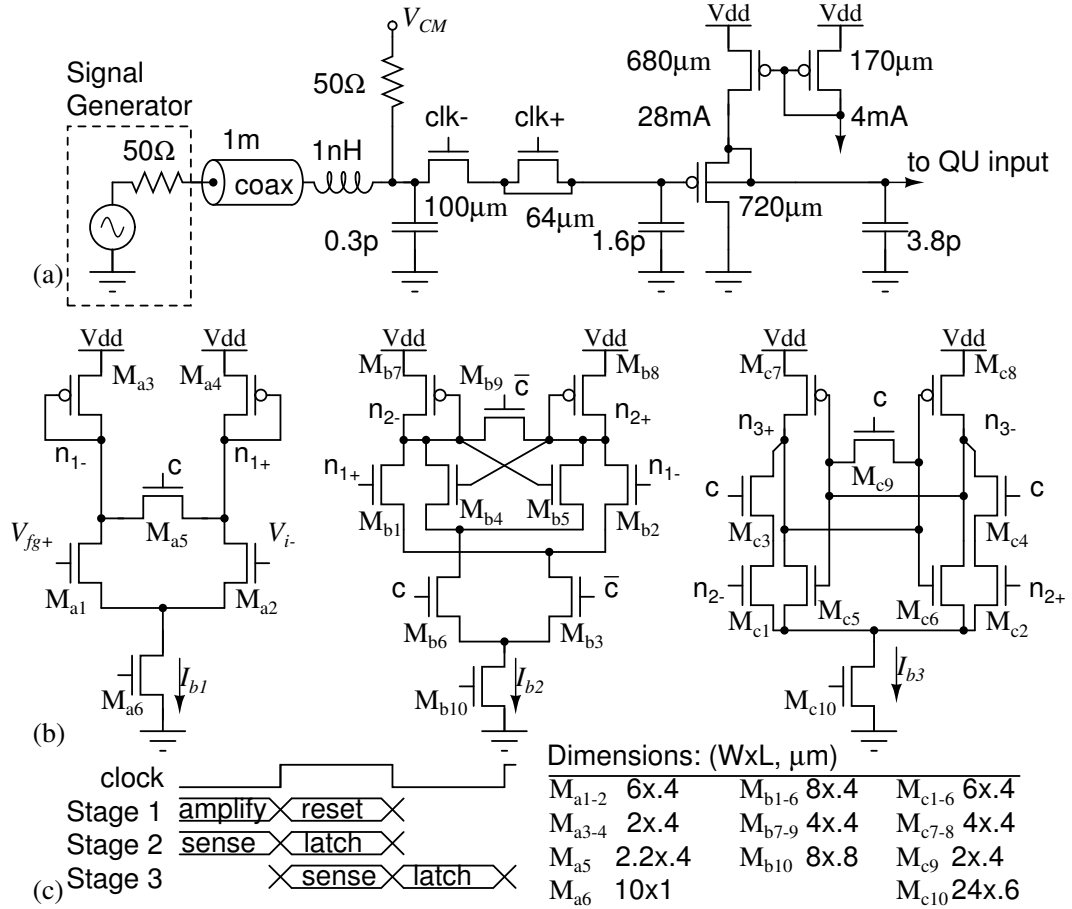 V_CM
Vdd Vdd
Signal
Generator
50Ω
680μm 170μm
clk- clk+
28mA 4mA
50Ω 1m 1nH
coax
to QU input
100μm 64μm 720μm
0.3p 1.6p 3.8p
(a)
Vdd Vdd Vdd Vdd Vdd Vdd
M_a3 M_a4 M_b7 M_b9 c̅ M_b8 M_c7 c M_c8
n_1- n_1+ n_2- n_2+ n_3+ n_3-
c n_1+ n_1- M_c9
V_fg+ M_a5 V_i- M_b1 M_b4 M_b5 M_b2 c c
M_c3 M_c4
M_a1 M_a2 c c̅ n_2- n_2+
M_b6 M_b3 M_c1 M_c5 M_c6 M_c2
M_a6 I_b1 M_b10 I_b2 M_c10 I_b3
(b)
Dimensions: (WxL, μm)
M_a1-2 6x.4 M_b1-6 8x.4 M_c1-6 6x.4
M_a3-4 2x.4 M_b7-9 4x.4 M_c7-8 4x.4
M_a5 2.2x.4 M_b10 8x.8 M_c9 2x.4
M_a6 10x1 M_c10 24x.6
clock
Stage 1 amplify reset
Stage 2 sense latch
Stage 3 sense latch
(c)